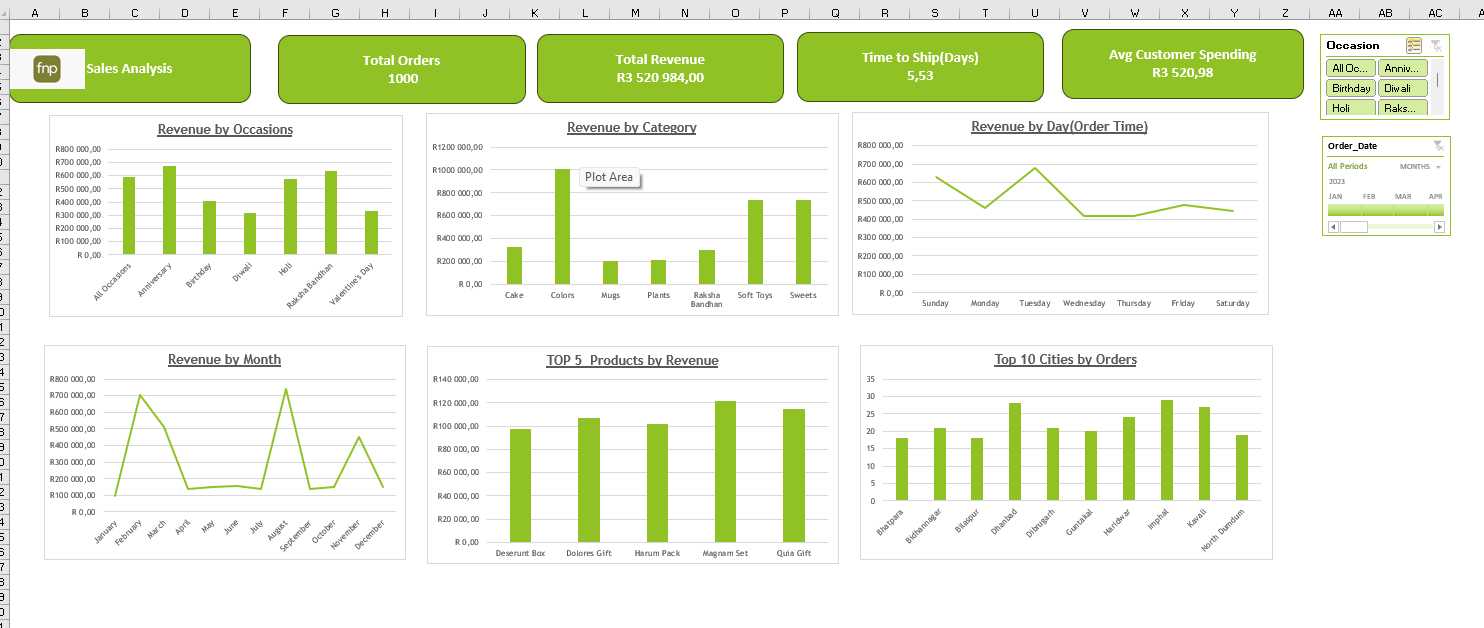 A B C D E F G H I J K L M N O P Q R S T U V W X Y Z AA AB AC
fnp
Sales Analysis
Total Orders
1000
Total Revenue
R3 520 984,00
Time to Ship(Days)
5,53
Avg Customer Spending
R3 520,98
Occasion
All Oc... Anniv...
Birthday Diwali
Holi Raks...
Order_Date
All Periods MONTHS
2023
JAN FEB MAR APR
Revenue by Occasions
R800 000,00
R700 000,00
R600 000,00
R500 000,00
R400 000,00
R300 000,00
R200 000,00
R100 000,00
R 0,00
All Occasions
Anniversary
Birthday
Diwali
Holi
Raksha Bandhan
Valentine's Day
Revenue by Category
R1200 000,00
R1000 000,00
R800 000,00
R600 000,00
R400 000,00
R200 000,00
R 0,00
Plot Area
Cake Colors Mugs Plants Raksha Bandhan Soft Toys Sweets
Revenue by Day(Order Time)
R800 000,00
R700 000,00
R600 000,00
R500 000,00
R400 000,00
R300 000,00
R200 000,00
R100 000,00
R 0,00
Sunday Monday Tuesday Wednesday Thursday Friday Saturday
Revenue by Month
R800 000,00
R700 000,00
R600 000,00
R500 000,00
R400 000,00
R300 000,00
R200 000,00
R100 000,00
R 0,00
January
February
March
April
May
June
July
August
September
October
November
December
TOP 5  Products by Revenue
R140 000,00
R120 000,00
R100 000,00
R80 000,00
R60 000,00
R40 000,00
R20 000,00
R 0,00
Deserunt Box Dolores Gift Harum Pack Magnam Set Quia Gift
Top 10 Cities by Orders
35
30
25
20
15
10
5
0
Bhatpara
Bidhannagar
Bilaspur
Dhanbad
Dibrugarh
Guntakal
Haridwar
Imphal
Kavali
North Dumdum